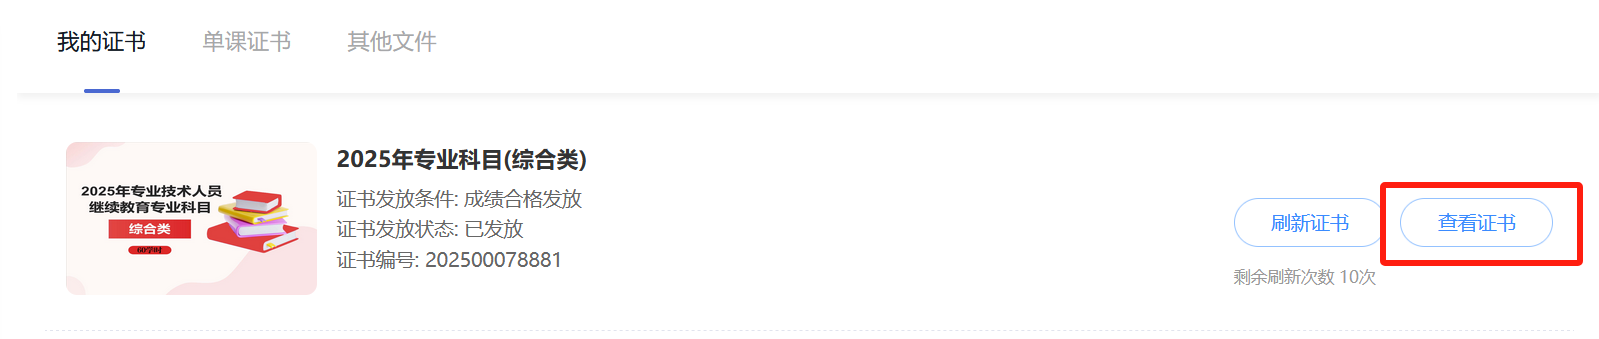 我的证书 单课证书 其他文件
2025年专业技术人员
继续教育专业科目
综合类
60学时
2025年专业科目(综合类)
证书发放条件: 成绩合格发放
证书发放状态: 已发放
证书编号: 202500078881
刷新证书 查看证书
剩余刷新次数 10次